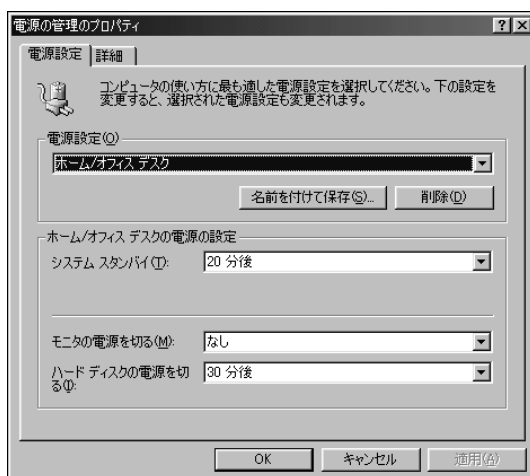 電源の管理のプロパティ
電源設定 詳細
コンピュータの使い方に最も適した電源設定を選択してください。下の設定を
変更すると、選択された電源設定も変更されます。
電源設定(O)
ホーム/オフィス デスク
名前を付けて保存(S)... 削除(D)
ホーム/オフィス デスクの電源の設定
システム スタンバイ(T): 20 分後
モニタの電源を切る(M): なし
ハード ディスクの電源を切
る(I): 30 分後
OK キャンセル 適用(A)